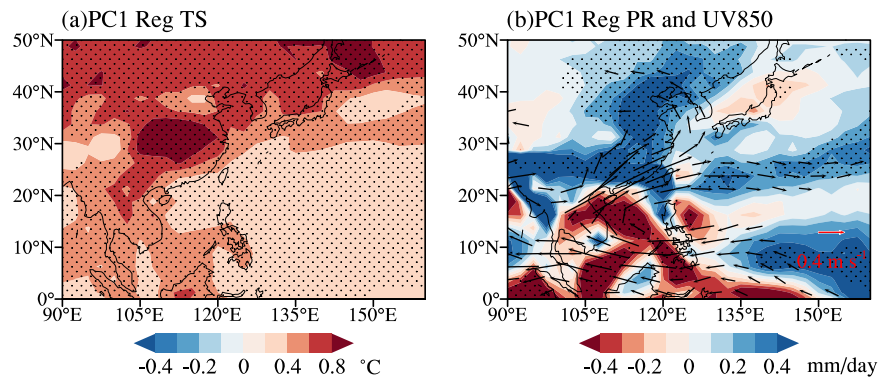 (a)PC1 Reg TS
50°N
40°N
30°N
20°N
10°N
0°
90°E 105°E 120°E 135°E 150°E
-0.4 -0.2 0 0.4 0.8 °C
(b)PC1 Reg PR and UV850
50°N
40°N
30°N
20°N
10°N
0°
0.4 m s⁻¹
90°E 105°E 120°E 135°E 150°E
-0.4 -0.2 0 0.2 0.4 mm/day